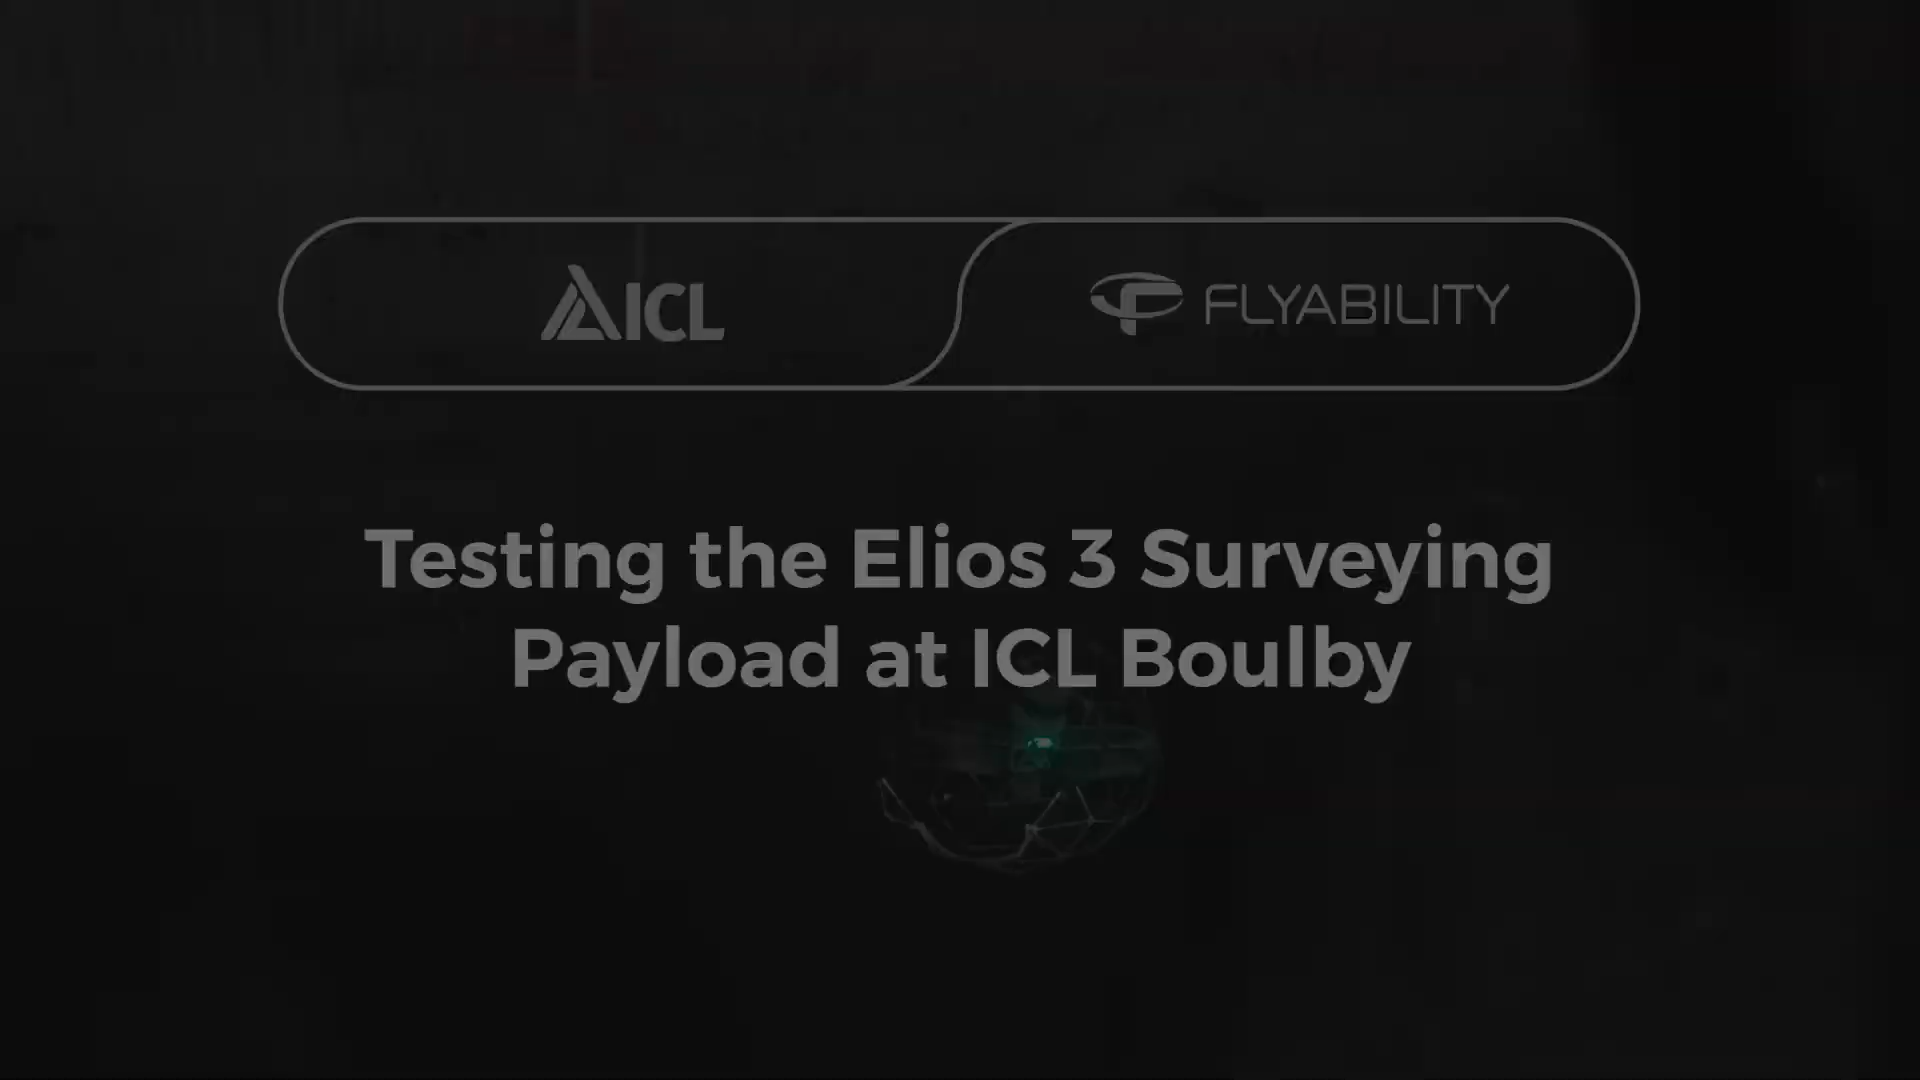 ICL
FLYABILITY
Testing the Elios 3 Surveying
Payload at ICL Boulby